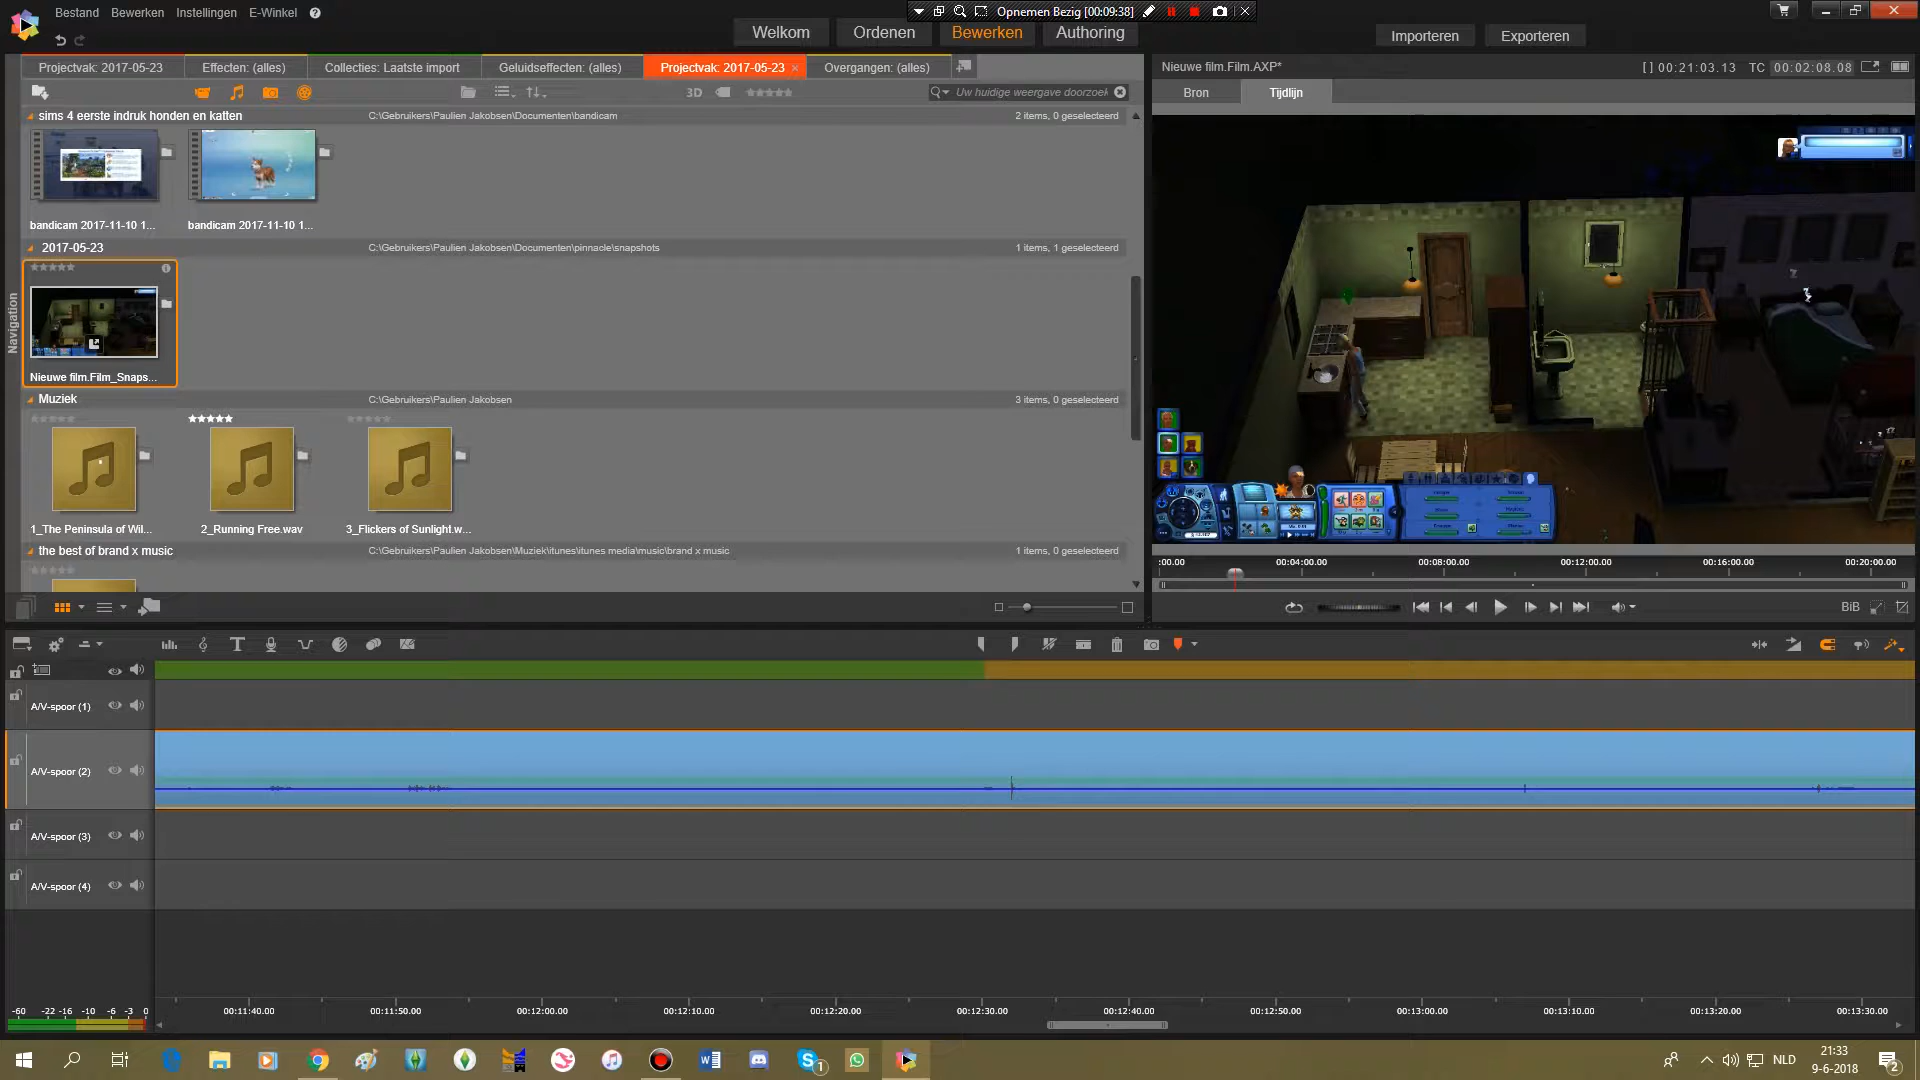 Bestand Bewerken Instellingen E-Winkel ?
Opnemen Bezig [00:09:38]
Welkom Ordenen Bewerken Authoring
Importeren Exporteren
Projectvak: 2017-05-23 Effecten: (alles) Collecties: Laatste import Geluidseffecten: (alles) Projectvak: 2017-05-23 × Overgangen: (alles)
Nieuwe film.Film.AXP*
[ ] 00:21:03.13 TC 00:02:08.08
Bron Tijdlijn
3D
Uw huidige weergave doorzoek
sims 4 eerste indruk honden en katten C:\Gebruikers\Paulien Jakobsen\Documenten\bandicam 2 items, 0 geselecteerd
bandicam 2017-11-10 1... bandicam 2017-11-10 1...
2017-05-23 C:\Gebruikers\Paulien Jakobsen\Documenten\pinnacle\snapshots 1 items, 1 geselecteerd
Nieuwe film.Film_Snaps...
Navigation
Muziek C:\Gebruikers\Paulien Jakobsen 3 items, 0 geselecteerd
1_The Peninsula of Wil... 2_Running Free.wav 3_Flickers of Sunlight.w...
the best of brand x music C:\Gebruikers\Paulien Jakobsen\Muziek\itunes\itunes media\music\brand x music 1 items, 0 geselecteerd
:00.00 00:04:00.00 00:08:00.00 00:12:00.00 00:16:00.00 00:20:00.00
BiB
A/V-spoor (1)
A/V-spoor (2)
A/V-spoor (3)
A/V-spoor (4)
-60 -22 -16 -10 -6 -3 0
00:11:40.00 00:11:50.00 00:12:00.00 00:12:10.00 00:12:20.00 00:12:30.00 00:12:40.00 00:12:50.00 00:13:00.00 00:13:10.00 00:13:20.00 00:13:30.00
NLD
21:33
9-6-2018
1
2